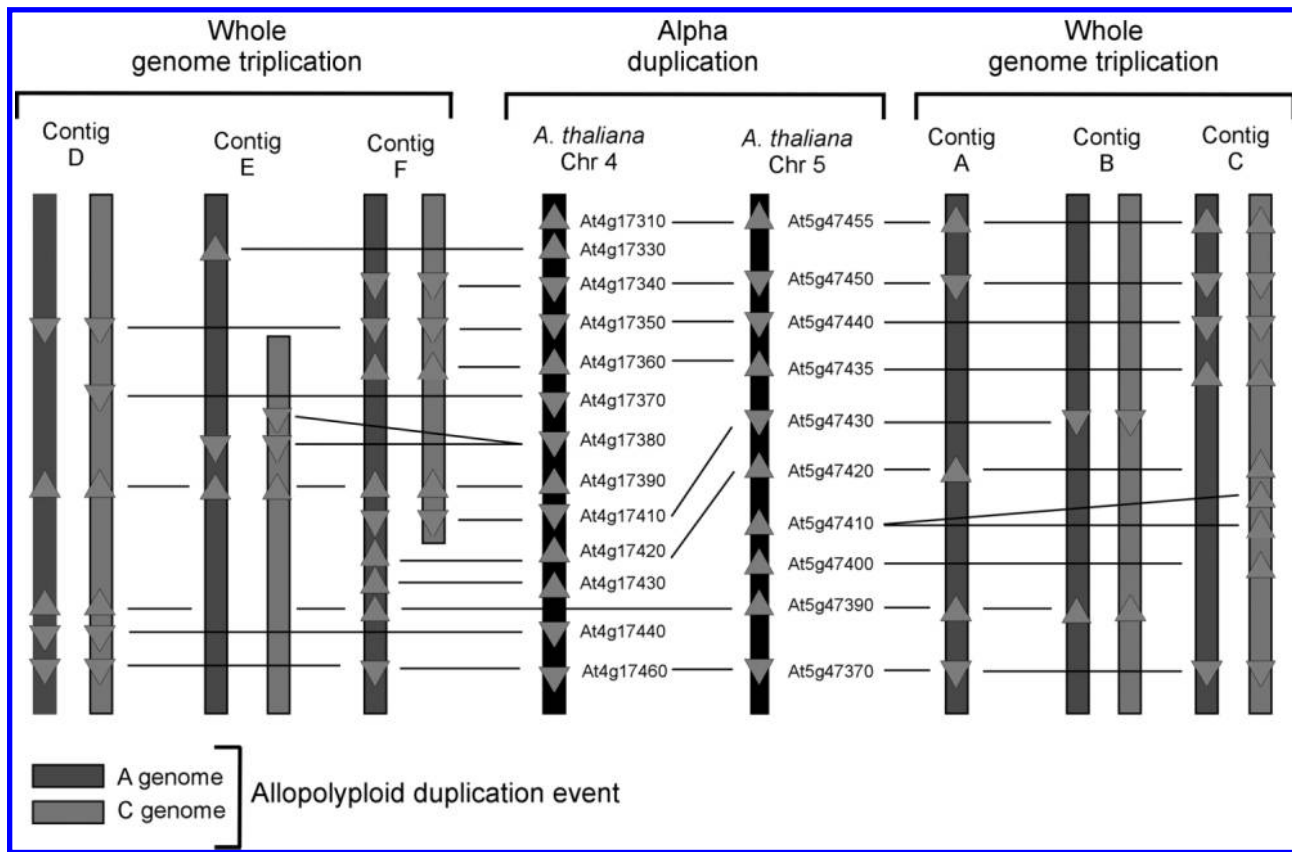 Whole
genome triplication
Alpha
duplication
Whole
genome triplication
Contig
D
Contig
E
Contig
F
A. thaliana
Chr 4
A. thaliana
Chr 5
Contig
A
Contig
B
Contig
C
At4g17310
At4g17330
At4g17340
At4g17350
At4g17360
At4g17370
At4g17380
At4g17390
At4g17410
At4g17420
At4g17430
At4g17440
At4g17460
At5g47455
At5g47450
At5g47440
At5g47435
At5g47430
At5g47420
At5g47410
At5g47400
At5g47390
At5g47370
A genome
C genome
Allopolyploid duplication event